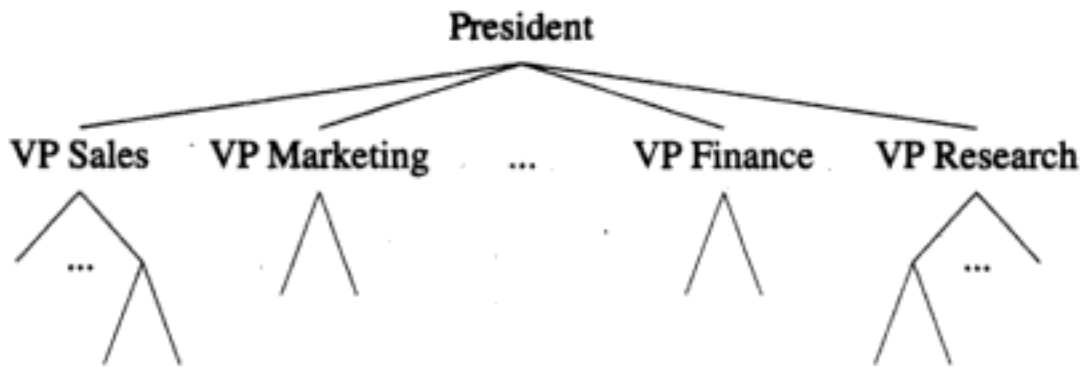 President
VP Sales VP Marketing ... VP Finance VP Research
... ...